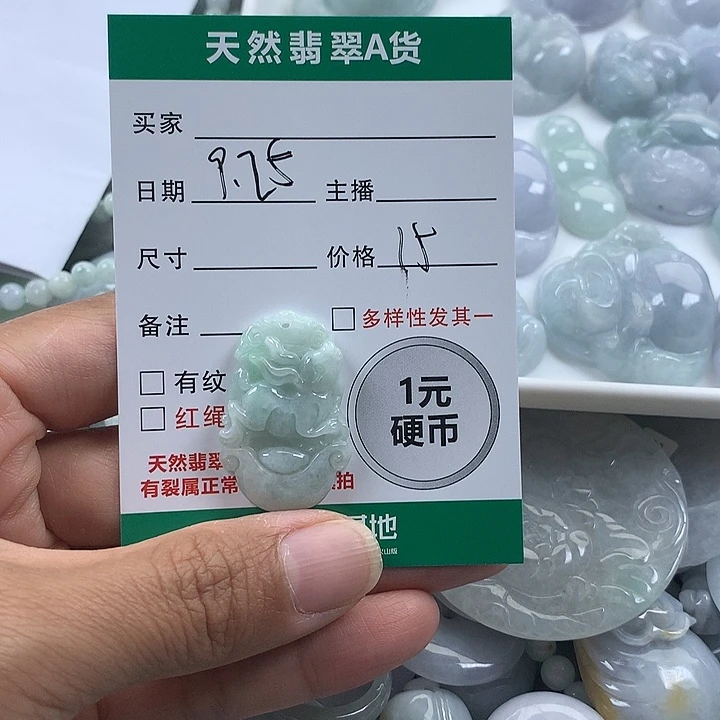 天然翡翠A货
买家
日期 9.25 主播
尺寸 价格 15
备注 多样性发其一
有纹
红绳
1元
硬币
天然翡翠
有裂属正常 拍
地